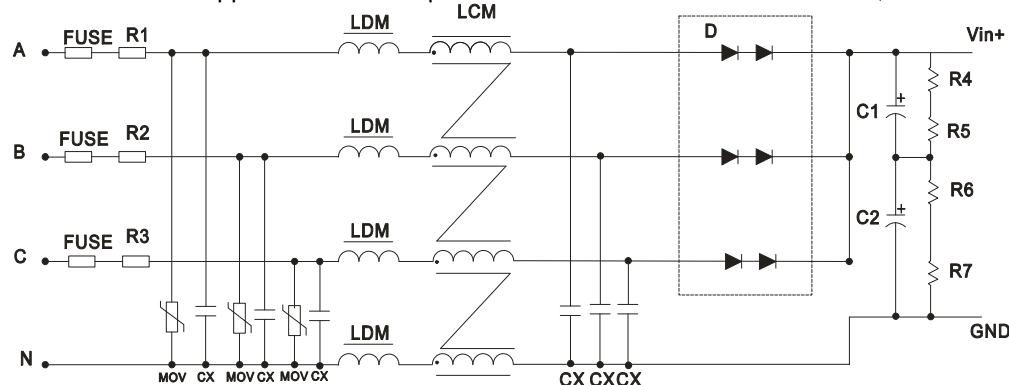 LCM
LDM
FUSE R1
D
Vin+
A
R4
C1 +
R5
LDM
FUSE R2
B
R6
C2 +
LDM
FUSE R3
C
R7
LDM
GND
N
MOV CX MOV CX MOV CX
CX CX CX